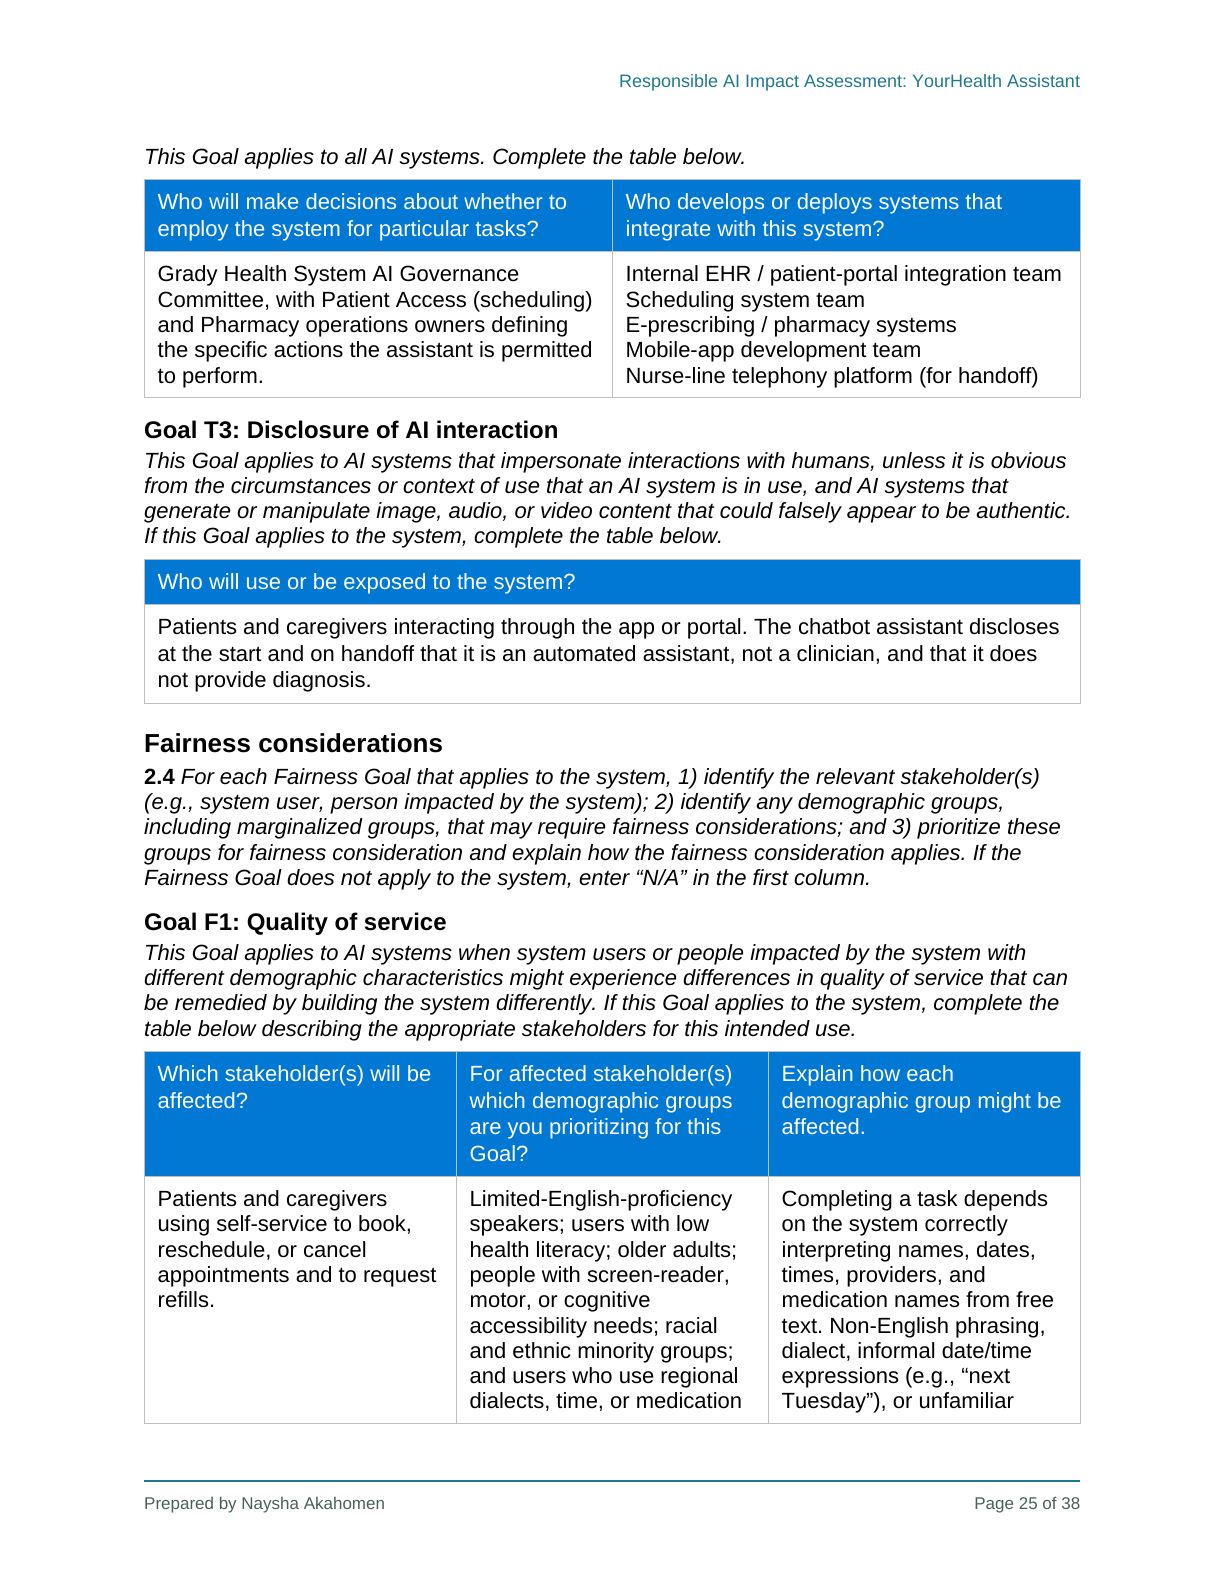 Responsible AI Impact Assessment: YourHealth Assistant
This Goal applies to all AI systems. Complete the table below.
Who will make decisions about whether to
employ the system for particular tasks?
Who develops or deploys systems that
integrate with this system?
Grady Health System AI Governance
Committee, with Patient Access (scheduling)
and Pharmacy operations owners defining
the specific actions the assistant is permitted
to perform.
Internal EHR / patient-portal integration team
Scheduling system team
E-prescribing / pharmacy systems
Mobile-app development team
Nurse-line telephony platform (for handoff)
Goal T3: Disclosure of AI interaction
This Goal applies to AI systems that impersonate interactions with humans, unless it is obvious
from the circumstances or context of use that an AI system is in use, and AI systems that
generate or manipulate image, audio, or video content that could falsely appear to be authentic.
If this Goal applies to the system, complete the table below.
Who will use or be exposed to the system?
Patients and caregivers interacting through the app or portal. The chatbot assistant discloses
at the start and on handoff that it is an automated assistant, not a clinician, and that it does
not provide diagnosis.
Fairness considerations
2.4 For each Fairness Goal that applies to the system, 1) identify the relevant stakeholder(s)
(e.g., system user, person impacted by the system); 2) identify any demographic groups,
including marginalized groups, that may require fairness considerations; and 3) prioritize these
groups for fairness consideration and explain how the fairness consideration applies. If the
Fairness Goal does not apply to the system, enter “N/A” in the first column.
Goal F1: Quality of service
This Goal applies to AI systems when system users or people impacted by the system with
different demographic characteristics might experience differences in quality of service that can
be remedied by building the system differently. If this Goal applies to the system, complete the
table below describing the appropriate stakeholders for this intended use.
Which stakeholder(s) will be
affected?
For affected stakeholder(s)
which demographic groups
are you prioritizing for this
Goal?
Explain how each
demographic group might be
affected.
Patients and caregivers
using self-service to book,
reschedule, or cancel
appointments and to request
refills.
Limited-English-proficiency
speakers; users with low
health literacy; older adults;
people with screen-reader,
motor, or cognitive
accessibility needs; racial
and ethnic minority groups;
and users who use regional
dialects, time, or medication
Completing a task depends
on the system correctly
interpreting names, dates,
times, providers, and
medication names from free
text. Non-English phrasing,
dialect, informal date/time
expressions (e.g., “next
Tuesday”), or unfamiliar
Prepared by Naysha Akahomen
Page 25 of 38